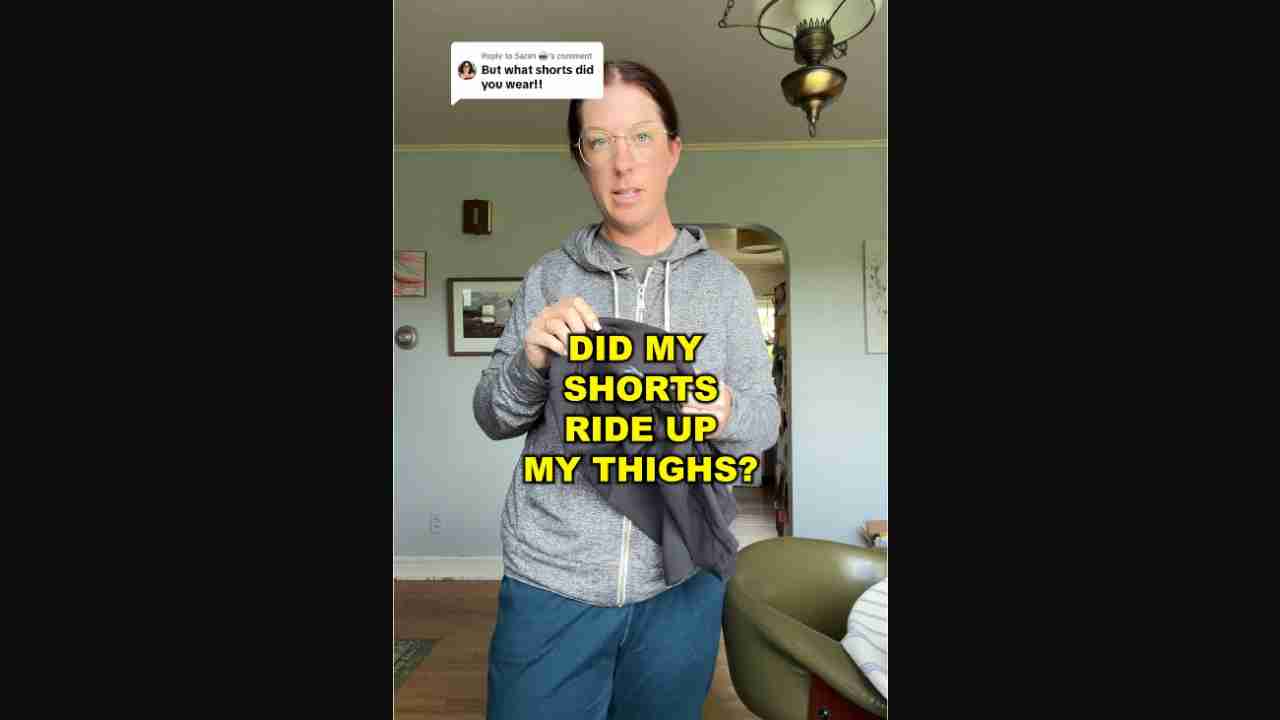 Reply to Sarah 's comment
But what shorts did
you wear!!
DID MY
SHORTS
RIDE UP
MY THIGHS?